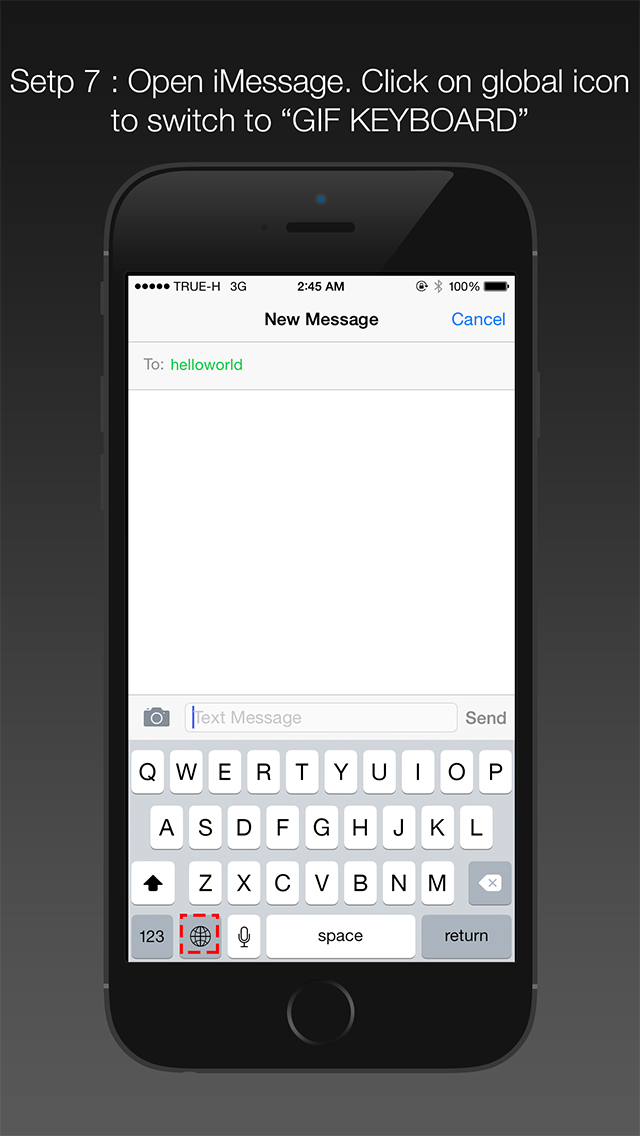 Setp 7 : Open iMessage. Click on global icon
to switch to “GIF KEYBOARD”
TRUE-H 3G 2:45 AM 100%
New Message Cancel
To: helloworld
Text Message Send
Q W E R T Y U I O P
A S D F G H J K L
Z X C V B N M
123 space return